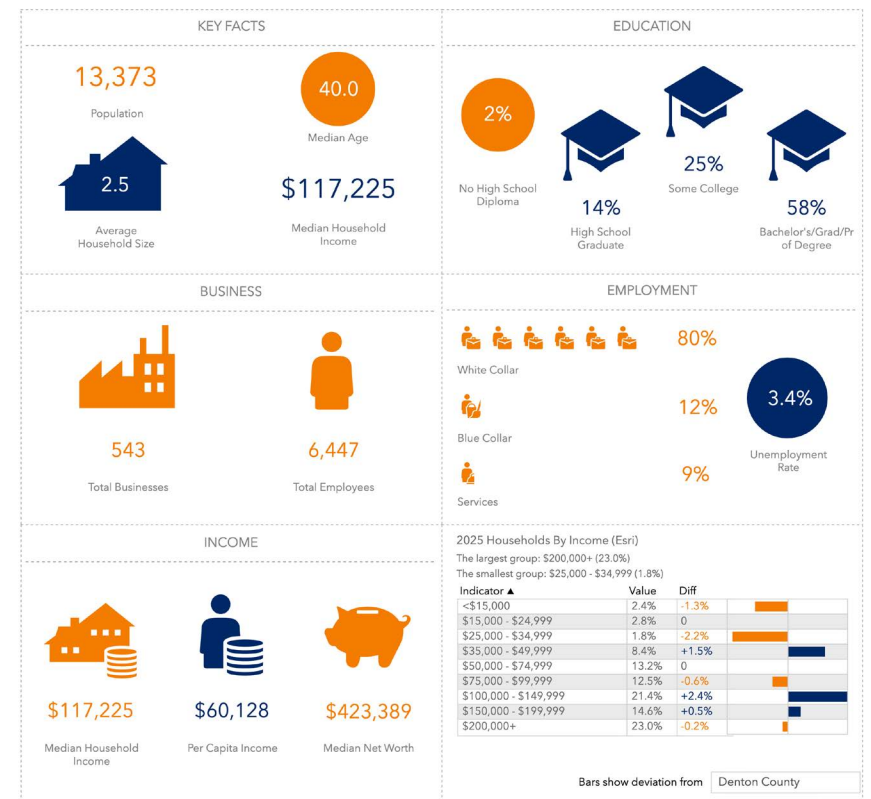 KEY FACTS
13,373
Population
40.0
Median Age
2.5
Average
Household Size
$117,225
Median Household
Income
EDUCATION
2%
No High School
Diploma
14%
High School
Graduate
25%
Some College
58%
Bachelor's/Grad/Pr
of Degree
BUSINESS
543
Total Businesses
6,447
Total Employees
EMPLOYMENT
80%
White Collar
12%
Blue Collar
9%
Services
3.4%
Unemployment
Rate
INCOME
$117,225
Median Household
Income
$60,128
Per Capita Income
$423,389
Median Net Worth
2025 Households By Income (Esri)
The largest group: $200,000+ (23.0%)
The smallest group: $25,000 - $34,999 (1.8%)
Indicator ▲ Value Diff
<$15,000 2.4% -1.3%
$15,000 - $24,999 2.8% 0
$25,000 - $34,999 1.8% -2.2%
$35,000 - $49,999 8.4% +1.5%
$50,000 - $74,999 13.2% 0
$75,000 - $99,999 12.5% -0.6%
$100,000 - $149,999 21.4% +2.4%
$150,000 - $199,999 14.6% +0.5%
$200,000+ 23.0% -0.2%
Bars show deviation from Denton County